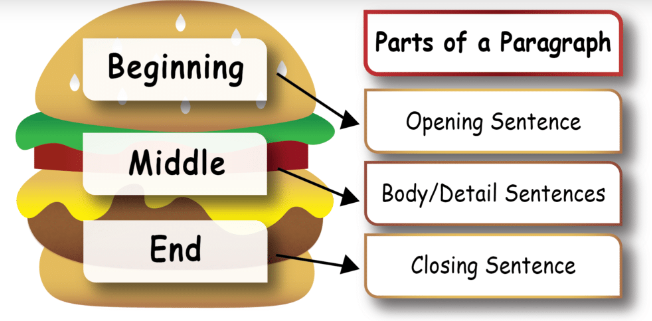 Parts of a Paragraph
Beginning
Opening Sentence
Middle
Body/Detail Sentences
End
Closing Sentence